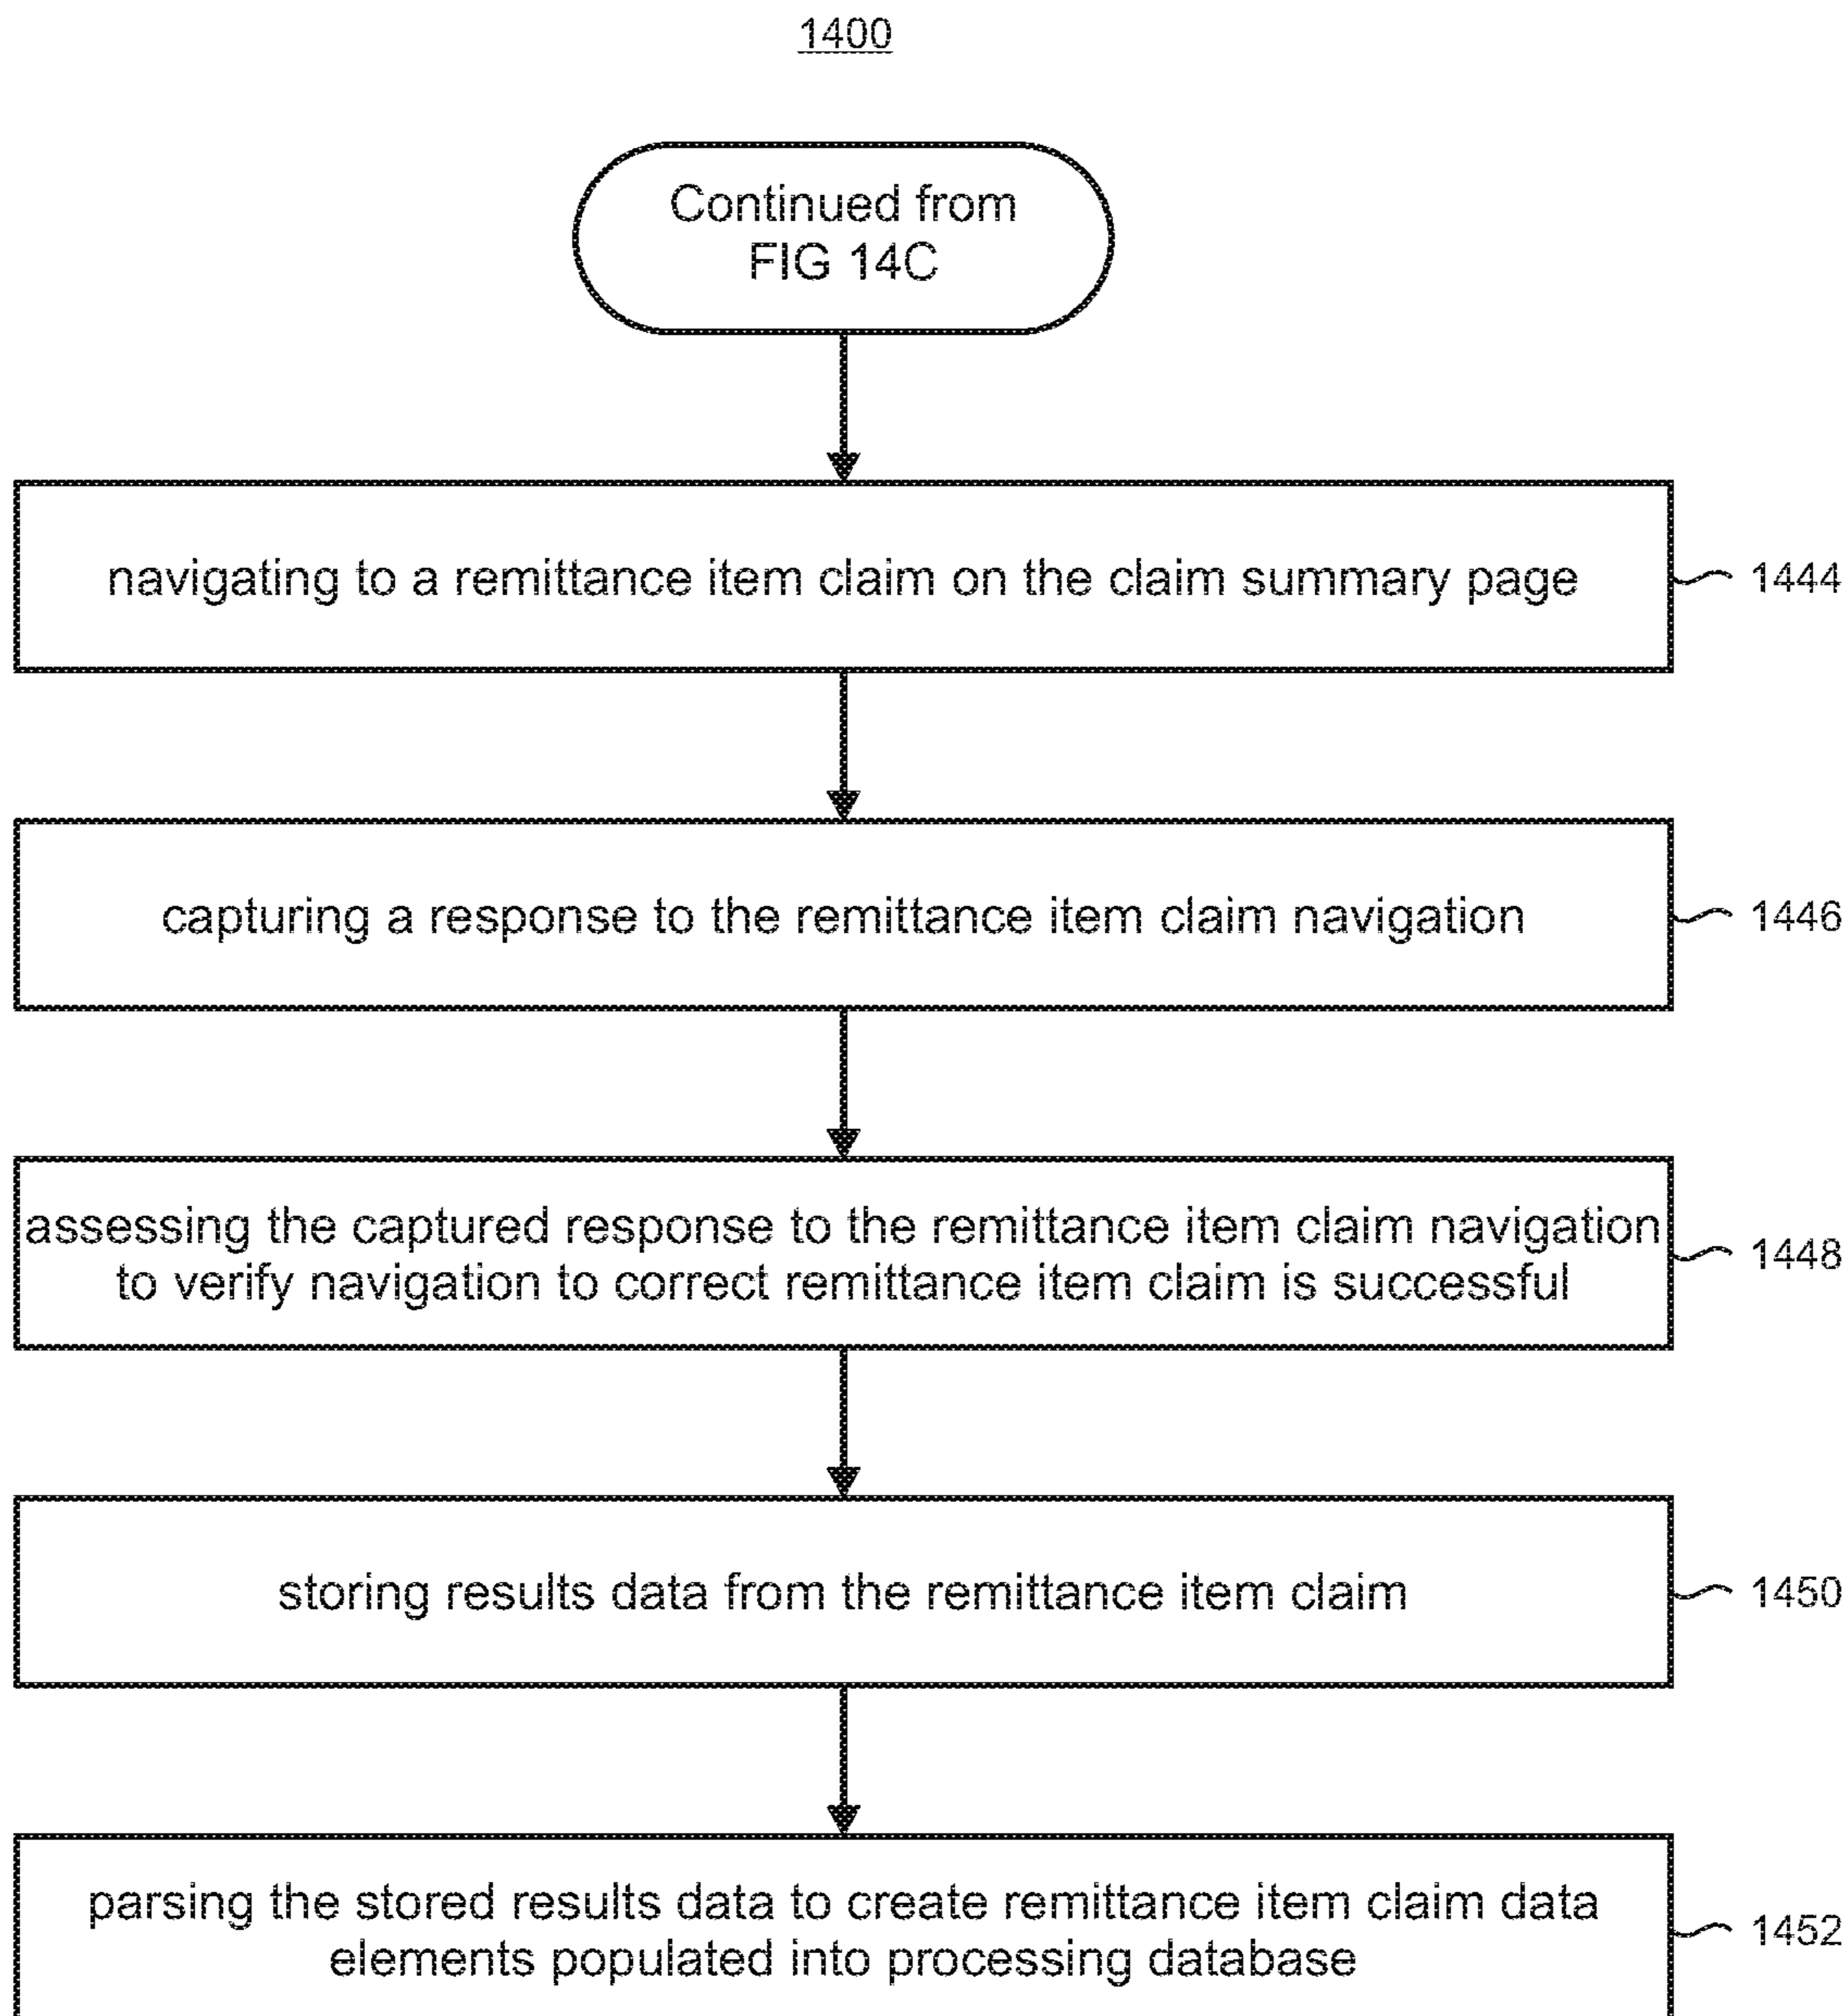 1400
Continued from
FIG 14C
navigating to a remittance item claim on the claim summary page
1444
capturing a response to the remittance item claim navigation
1446
assessing the captured response to the remittance item claim navigation
to verify navigation to correct remittance item claim is successful
1448
storing results data from the remittance item claim
1450
parsing the stored results data to create remittance item claim data
elements populated into processing database
1452